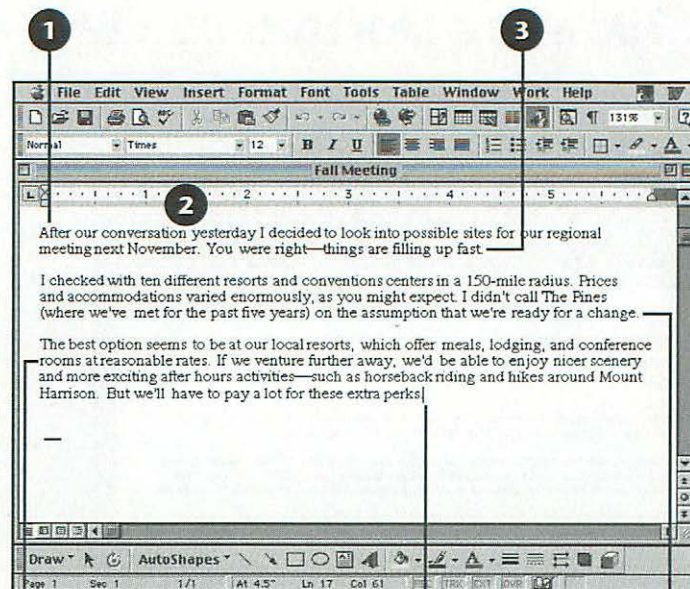 1
3
File Edit View Insert Format Font Tools Table Window Work Help
131%
Normal Times 12 B I U
Fall Meeting
1 2 3 4 5
2
After our conversation yesterday I decided to look into possible sites for our regional
meeting next November. You were right—things are filling up fast.
I checked with ten different resorts and conventions centers in a 150-mile radius. Prices
and accommodations varied enormously, as you might expect. I didn't call The Pines
(where we've met for the past five years) on the assumption that we're ready for a change.
The best option seems to be at our local resorts, which offer meals, lodging, and conference
rooms at reasonable rates. If we venture further away, we'd be able to enjoy nicer scenery
and more exciting after hours activities—such as horseback riding and hikes around Mount
Harrison. But we'll have to pay a lot for these extra perks
Draw AutoShapes
Page 1 Sec 1 1/1 At 4.5" Ln 17 Col 61 REC TRK EXT OVR